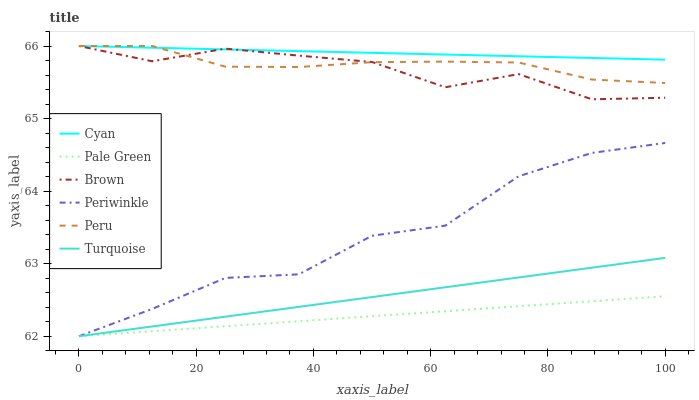 title
66
65
64
63
62
yaxis_label
Cyan
Pale Green
Brown
Periwinkle
Peru
Turquoise
0 20 40 60 80 100
xaxis_label